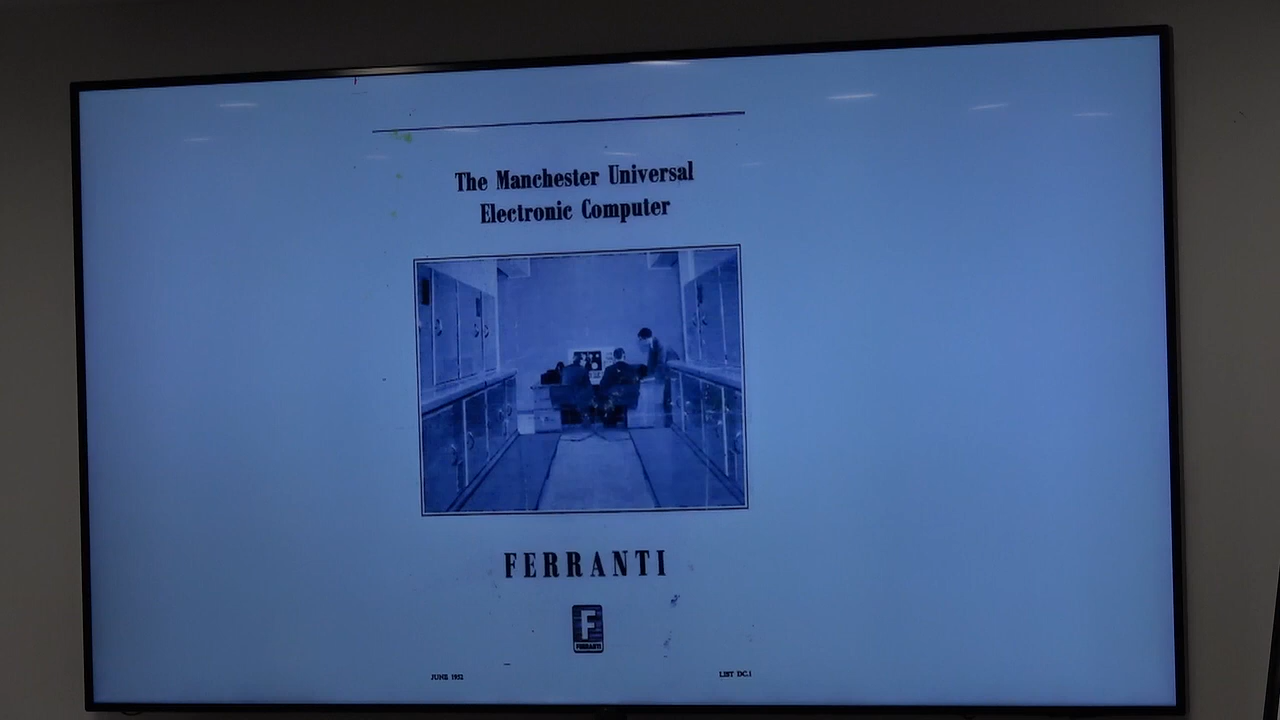 The Manchester Universal
Electronic Computer
FERRANTI
F
FERRANTI
JUNE 1952
LIST DC.1